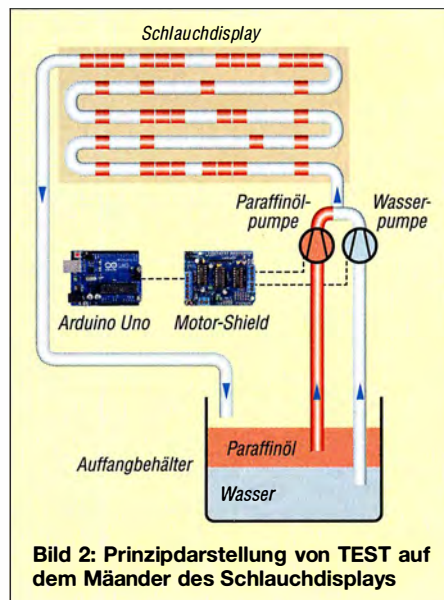 Schlauchdisplay
Paraffinöl-
pumpe
Wasser-
pumpe
Arduino Uno
Motor-Shield
Paraffinöl
Auffangbehälter
Wasser
Bild 2: Prinzipdarstellung von TEST auf
dem Mäander des Schlauchdisplays